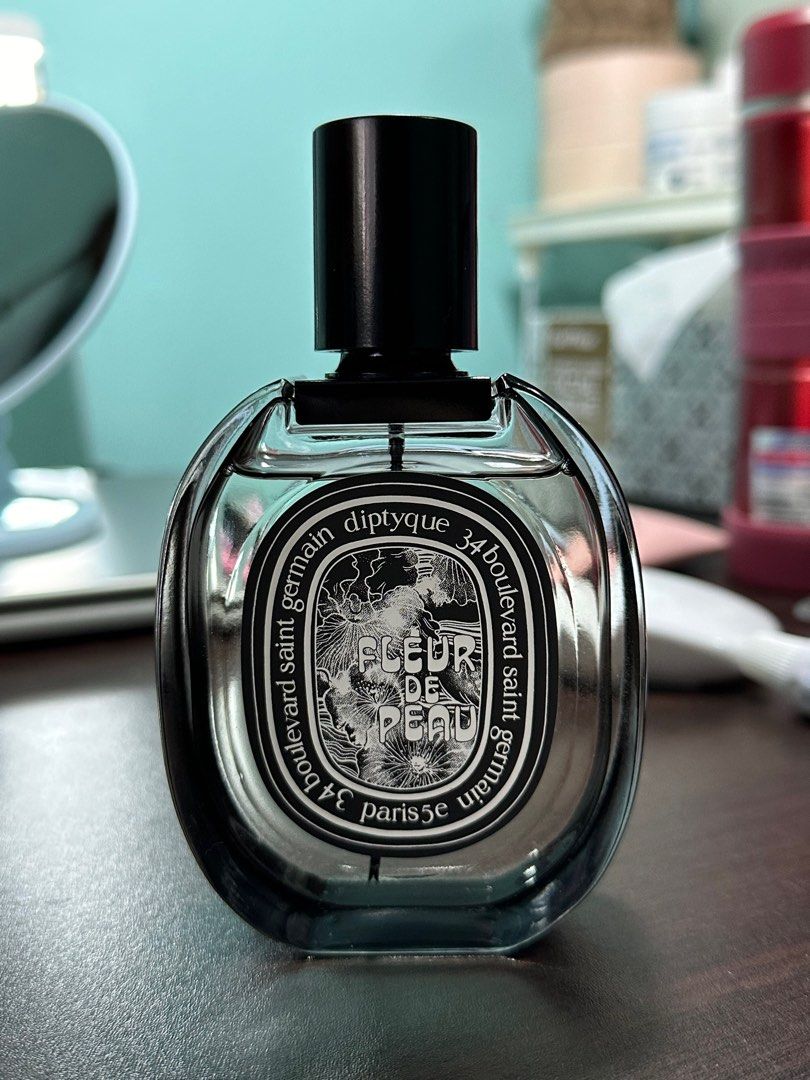 diptyque
34 boulevard saint germain
paris5e
34 boulevard saint germain
FLEUR
DE
PEAU